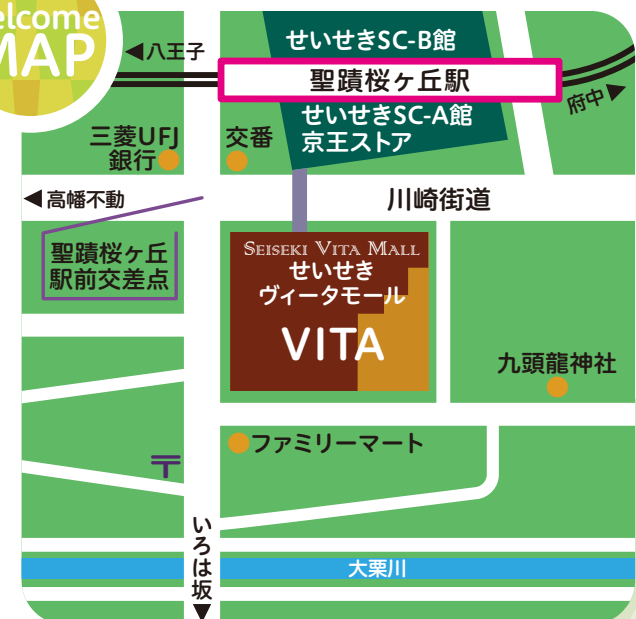 Welcome
MAP
◀八王子
せいせきSC-B館
聖蹟桜ヶ丘駅
府中▶
せいせきSC-A館
京王ストア
三菱UFJ
銀行
交番
◀高幡不動
川崎街道
聖蹟桜ヶ丘
駅前交差点
SEISEKI VITA MALL
せいせき
ヴィータモール
VITA
九頭龍神社
ファミリーマート
〒
いろは坂▼
大栗川